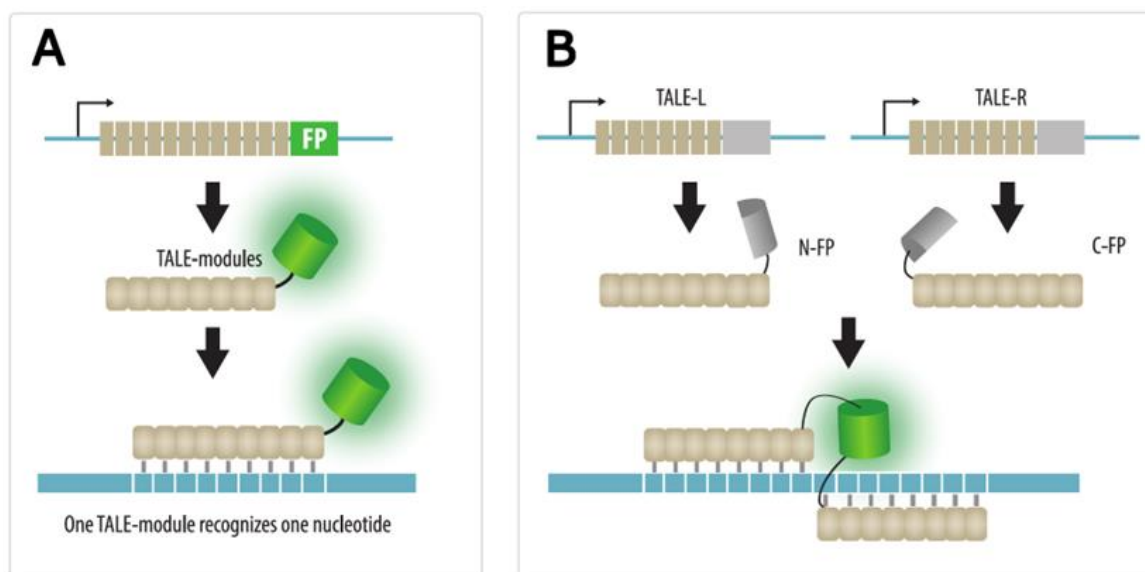 A
FP
TALE-modules
One TALE-module recognizes one nucleotide
B
TALE-L
TALE-R
N-FP
C-FP